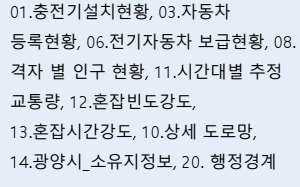 01.충전기설치현황, 03.자동차
등록현황, 06.전기자동차 보급현황, 08.
격자 별 인구 현황, 11.시간대별 추정
교통량, 12.혼잡빈도강도,
13.혼잡시간강도, 10.상세 도로망,
14.광양시_소유지정보, 20. 행정경계